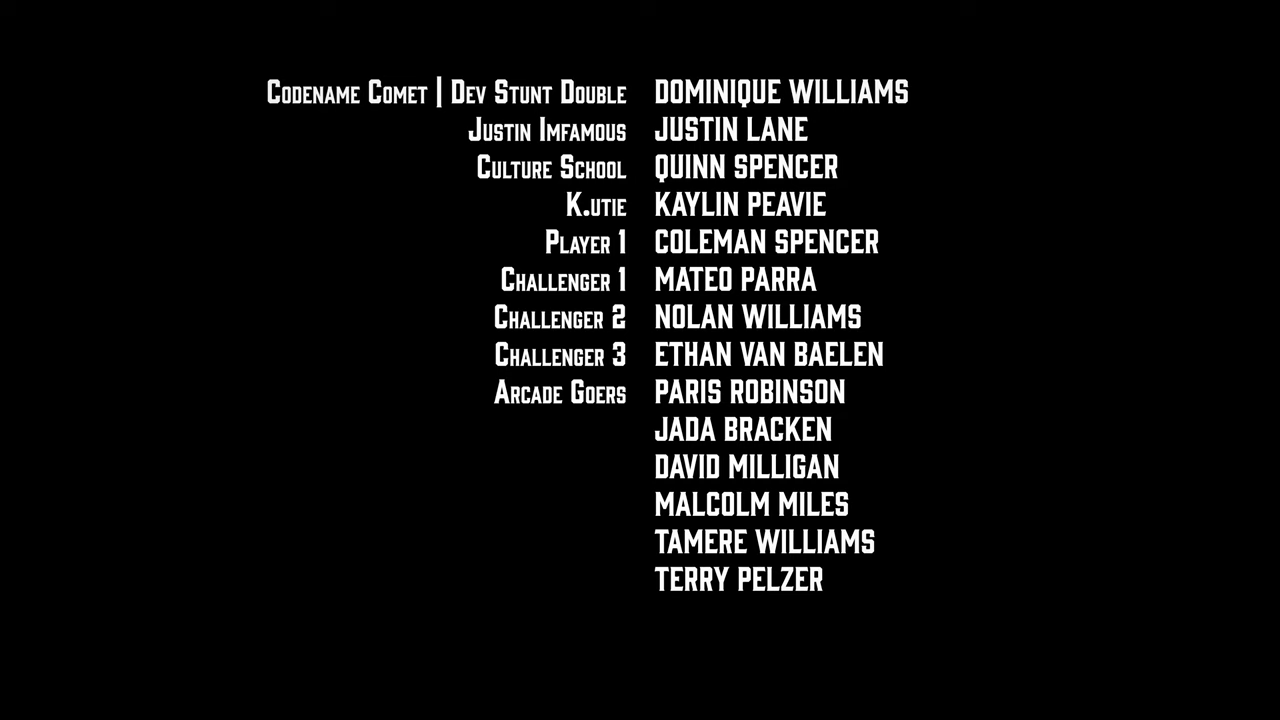 Codename Comet | Dev Stunt Double DOMINIQUE WILLIAMS
Justin Imfamous JUSTIN LANE
Culture School QUINN SPENCER
K.utie KAYLIN PEAVIE
Player 1 COLEMAN SPENCER
Challenger 1 MATEO PARRA
Challenger 2 NOLAN WILLIAMS
Challenger 3 ETHAN VAN BAELEN
Arcade Goers PARIS ROBINSON
JADA BRACKEN
DAVID MILLIGAN
MALCOLM MILES
TAMERE WILLIAMS
TERRY PELZER